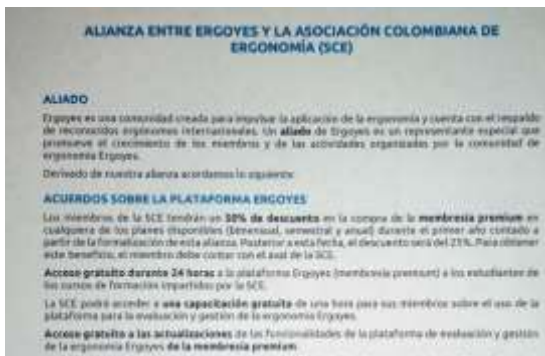 ALIANZA ENTRE ERGOYES Y LA ASOCIACIÓN COLOMBIANA DE
ERGONOMÍA (SCE)
ALIADO
Ergoyes es una comunidad creada para impulsar la aplicación de la ergonomía y cuenta con el respaldo
de reconocidos ergónomos internacionales. Un aliado de Ergoyes es un representante especial que
promueve el crecimiento de los miembros y de las actividades organizadas por la comunidad de
ergonomía Ergoyes.
Derivado de nuestra alianza acordamos lo siguiente:
ACUERDOS SOBRE LA PLATAFORMA ERGOYES
Los miembros de la SCE tendrán un 50% de descuento en la compra de la membresía premium en
cualquiera de los planes disponibles (bimensual, semestral y anual) durante el primer año contado a
partir de la formalización de esta alianza. Posterior a esta fecha, el descuento será del 25%. Para obtener
este beneficio, el miembro debe contar con el aval de la SCE.
Acceso gratuito durante 24 horas a la plataforma Ergoyes (membresía premium) a los estudiantes de
los cursos de formación impartidos por la SCE.
La SCE podrá acceder a una capacitación gratuita de una hora para sus miembros sobre el uso de la
plataforma para la evaluación y gestión de la ergonomía Ergoyes.
Acceso gratuito a las actualizaciones de las funcionalidades de la plataforma de evaluación y gestión
de la ergonomía Ergoyes de la membresía premium.